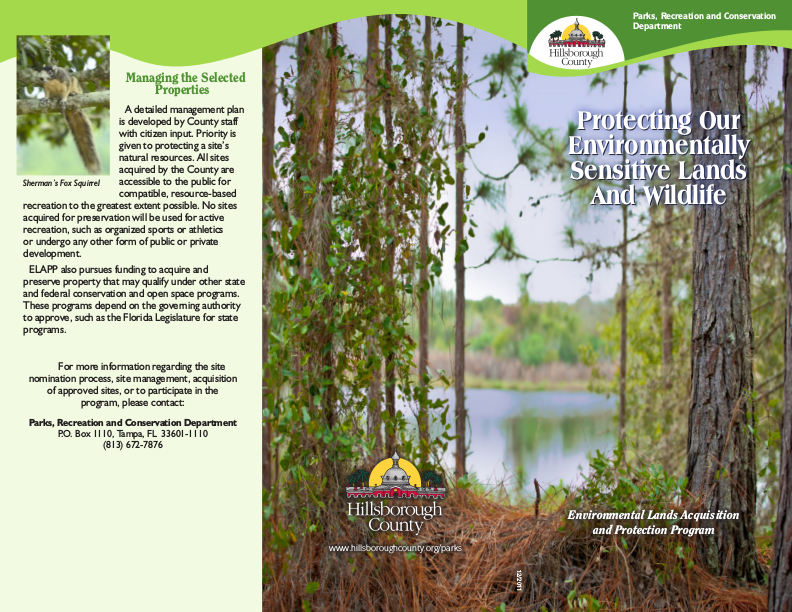 Managing the Selected
Properties
A detailed management plan
is developed by County staff
with citizen input. Priority is
given to protecting a site's
natural resources. All sites
acquired by the County are
accessible to the public for
compatible, resource-based
recreation to the greatest extent possible. No sites
acquired for preservation will be used for active
recreation, such as organized sports or athletics
or undergo any other form of public or private
development.
Sherman's Fox Squirrel
ELAPP also pursues funding to acquire and
preserve property that may qualify under other state
and federal conservation and open space programs.
These programs depend on the governing authority
to approve, such as the Florida Legislature for state
programs.
For more information regarding the site
nomination process, site management, acquisition
of approved sites, or to participate in the
program, please contact:
Parks, Recreation and Conservation Department
P.O. Box 1110, Tampa, FL 33601-1110
(813) 672-7876
Hillsborough
County
www.hillsboroughcounty.org/parks
12/2011
Hillsborough
County
Parks, Recreation and Conservation
Department
Protecting Our
Environmentally
Sensitive Lands
And Wildlife
Environmental Lands Acquisition
and Protection Program